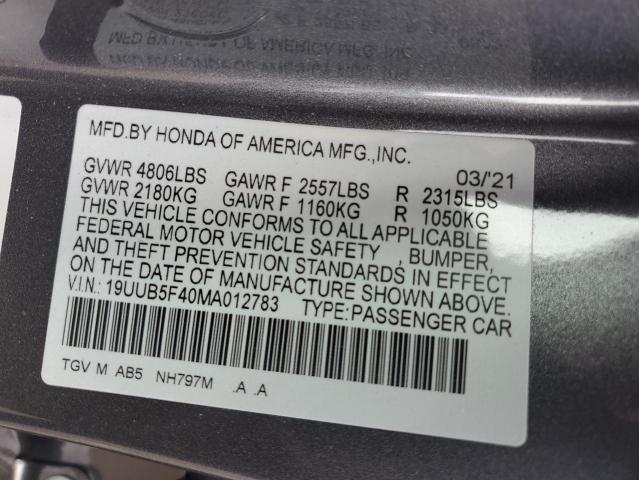 MFD.BY HONDA OF AMERICA MFG.,INC.
03/'21
GVWR 4806LBS GAWR F 2557LBS R 2315LBS
GVWR 2180KG GAWR F 1160KG R 1050KG
THIS VEHICLE CONFORMS TO ALL APPLICABLE
FEDERAL MOTOR VEHICLE SAFETY , BUMPER,
AND THEFT PREVENTION STANDARDS IN EFFECT
ON THE DATE OF MANUFACTURE SHOWN ABOVE.
V.I.N.: 19UUB5F40MA012783 TYPE:PASSENGER CAR
TGV M AB5 NH797M .A .A